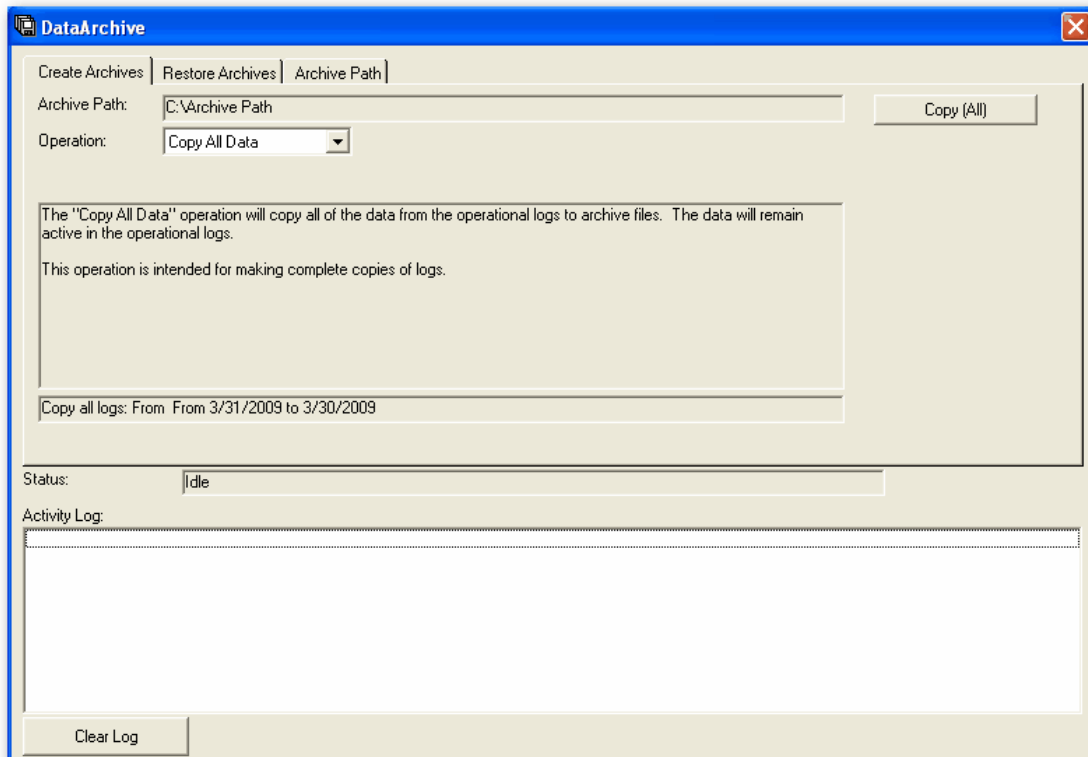 DataArchive
Create Archives Restore Archives Archive Path
Archive Path: C:\Archive Path Copy (All)
Operation: Copy All Data
The "Copy All Data" operation will copy all of the data from the operational logs to archive files. The data will remain
active in the operational logs.
This operation is intended for making complete copies of logs.
Copy all logs: From From 3/31/2009 to 3/30/2009
Status: Idle
Activity Log:
Clear Log